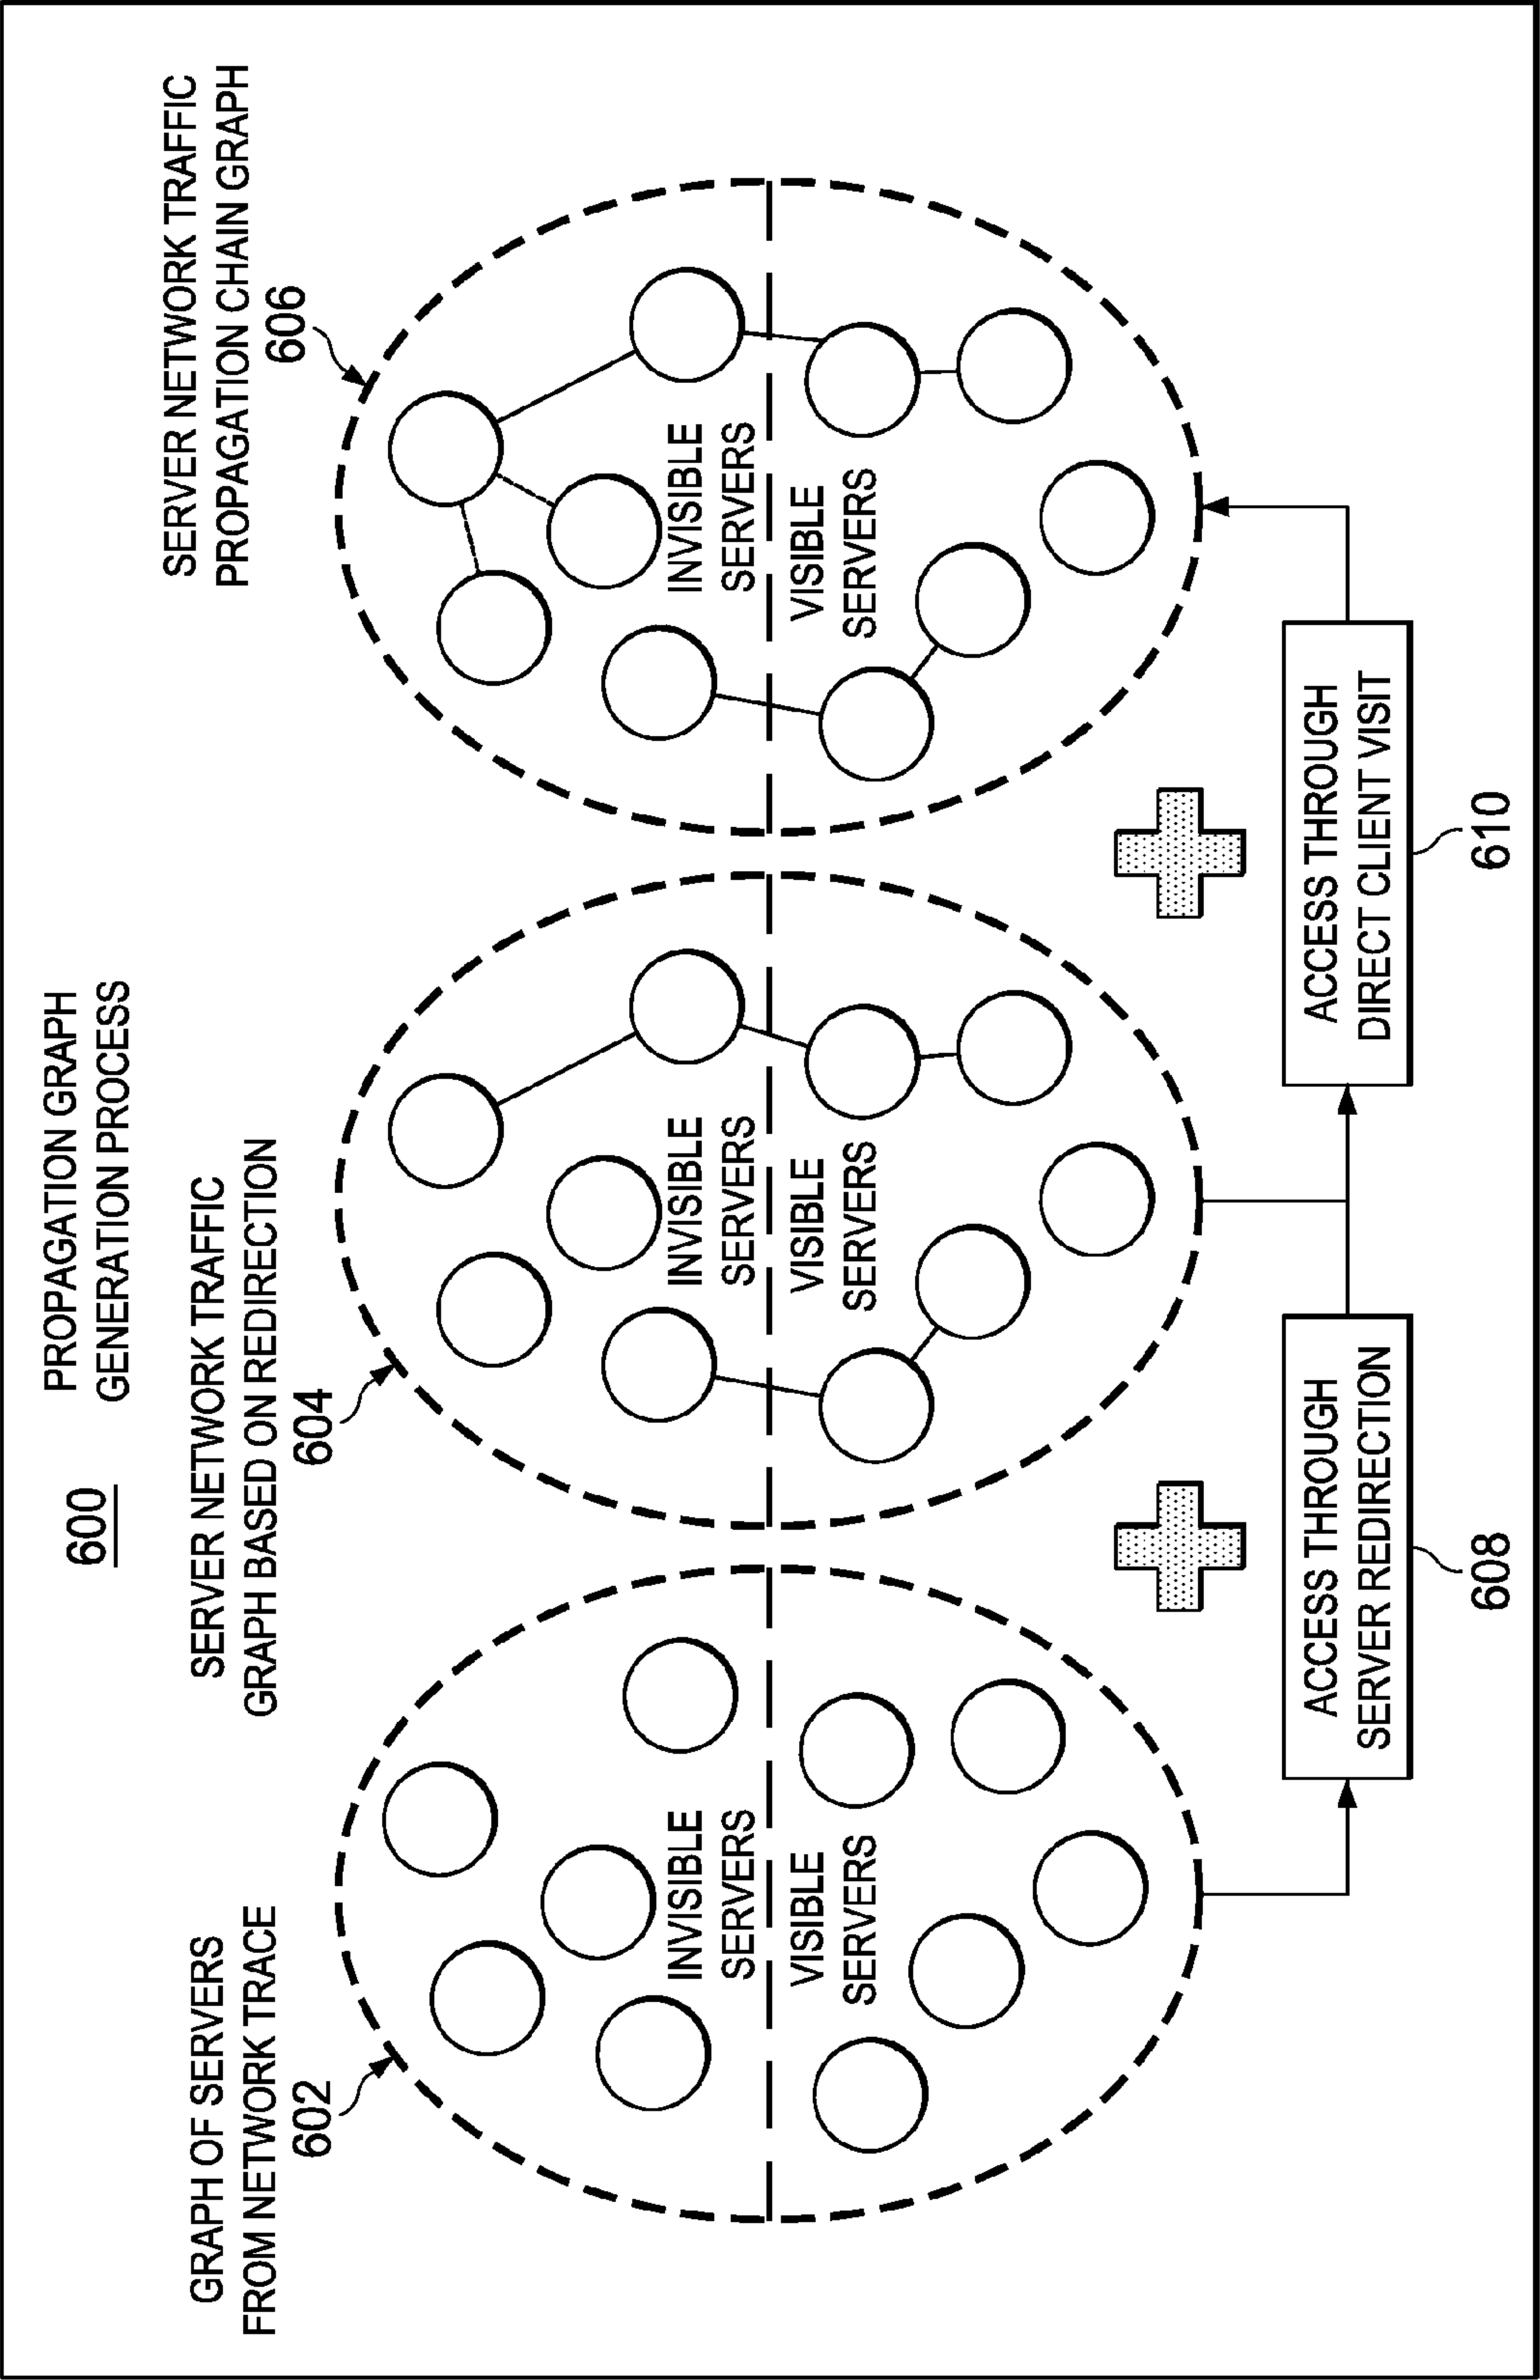 600
PROPAGATION GRAPH
GENERATION PROCESS
GRAPH OF SERVERS
FROM NETWORK TRACE
602
SERVER NETWORK TRAFFIC
GRAPH BASED ON REDIRECTION
604
SERVER NETWORK TRAFFIC
PROPAGATION CHAIN GRAPH
606
INVISIBLE
SERVERS
VISIBLE
SERVERS
INVISIBLE
SERVERS
VISIBLE
SERVERS
INVISIBLE
SERVERS
VISIBLE
SERVERS
ACCESS THROUGH
SERVER REDIRECTION
608
ACCESS THROUGH
DIRECT CLIENT VISIT
610